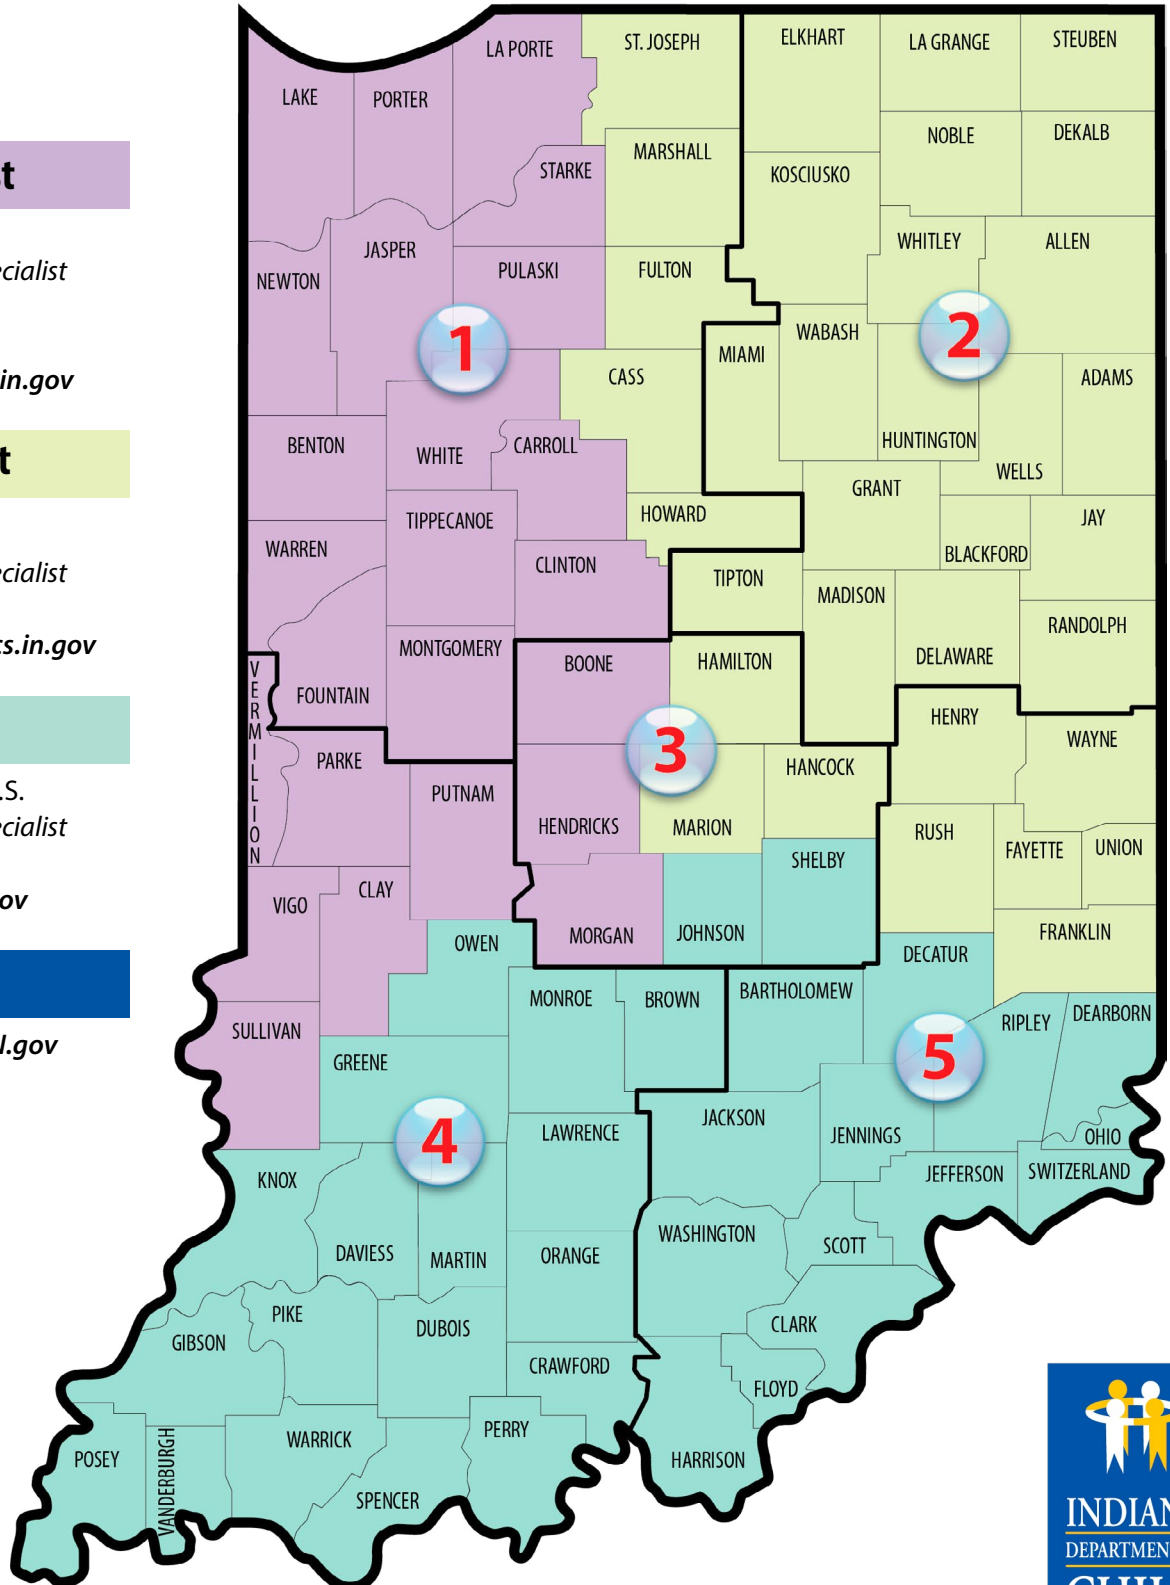 t
ecialist
in.gov
t
ecialist
ts.in.gov
.S.
ecialist
ov
l.gov
LAKE
PORTER
LA PORTE
ST. JOSEPH
ELKHART
LA GRANGE
STEUBEN
NOBLE
DEKALB
MARSHALL
STARKE
KOSCIUSKO
WHITLEY
ALLEN
NEWTON
JASPER
PULASKI
FULTON
1
2
MIAMI
WABASH
CASS
ADAMS
BENTON
WHITE
CARROLL
HUNTINGTON
WELLS
GRANT
TIPPECANOE
HOWARD
JAY
WARREN
CLINTON
BLACKFORD
TIPTON
MADISON
RANDOLPH
MONTGOMERY
BOONE
HAMILTON
DELAWARE
FOUNTAIN
VERMILLION
HENRY
WAYNE
3
PARKE
PUTNAM
HANCOCK
HENDRICKS
MARION
RUSH
FAYETTE
UNION
SHELBY
VIGO
CLAY
OWEN
MORGAN
JOHNSON
FRANKLIN
DECATUR
MONROE
BROWN
BARTHOLOMEW
SULLIVAN
RIPLEY
DEARBORN
GREENE
5
4
LAWRENCE
JACKSON
JENNINGS
OHIO
KNOX
JEFFERSON
SWITZERLAND
DAVIESS
MARTIN
ORANGE
WASHINGTON
SCOTT
PIKE
GIBSON
DUBOIS
CLARK
CRAWFORD
FLOYD
POSEY
VANDERBURGH
WARRICK
PERRY
HARRISON
SPENCER
INDIAN
DEPARTMEN
CHIL